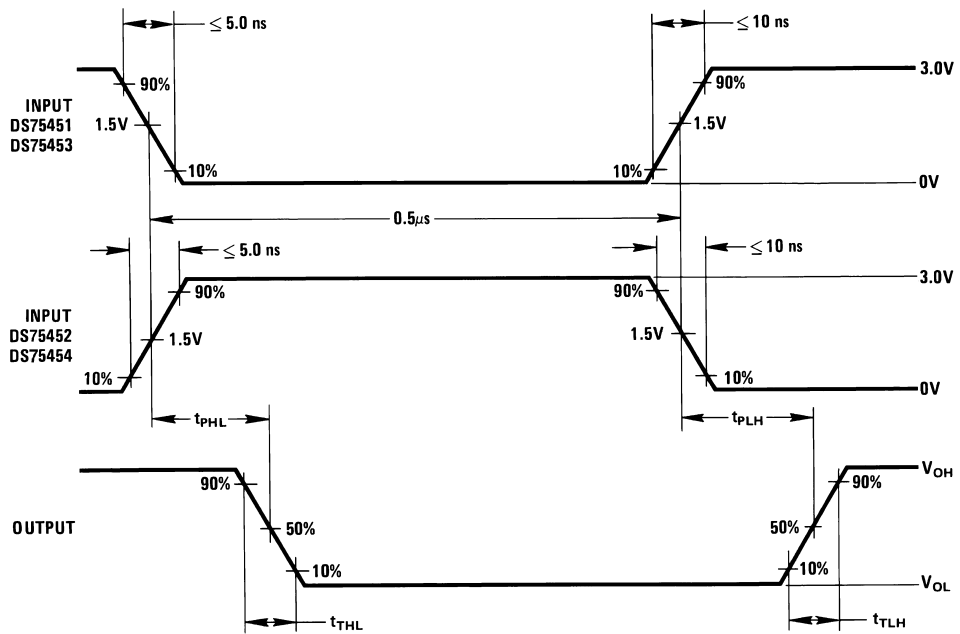 ≤ 5.0 ns
≤ 10 ns
90%
90%
3.0V
INPUT
DS75451
DS75453
1.5V
1.5V
10%
10%
0V
0.5μs
≤ 5.0 ns
≤ 10 ns
3.0V
90%
90%
INPUT
DS75452
DS75454
1.5V
1.5V
10%
10%
0V
tPHL
tPLH
VOH
90%
90%
OUTPUT
50%
50%
10%
10%
VOL
tTHL
tTLH